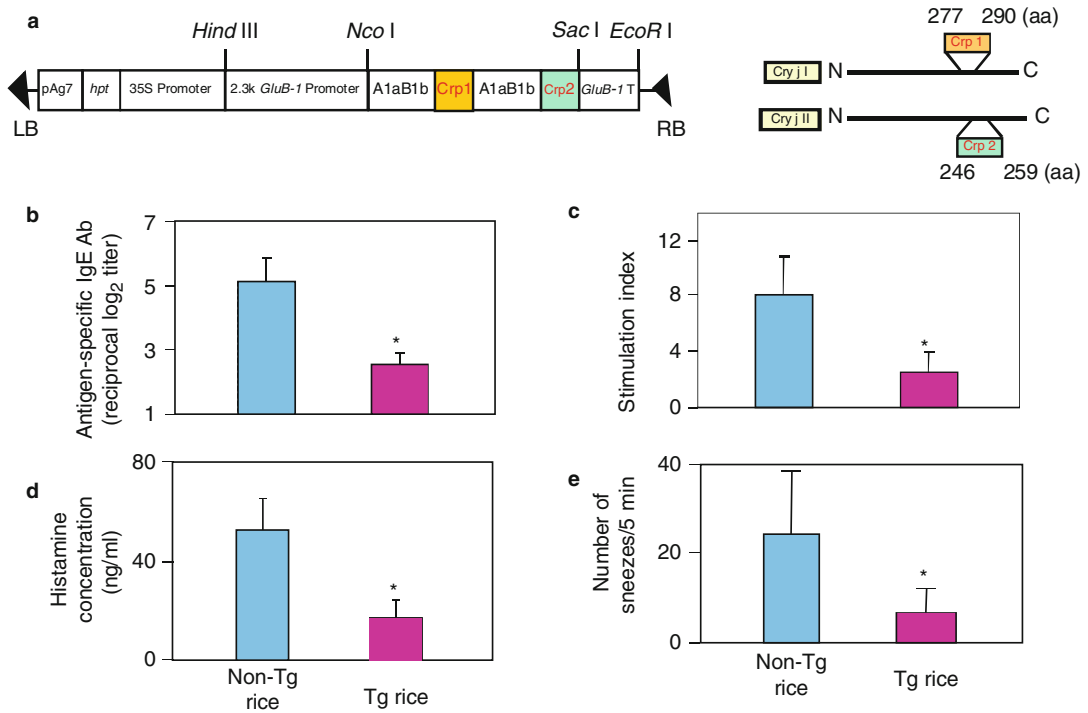 a
Hind III
Nco I
Sac I
EcoR I
pAg7 hpt 35S Promoter 2.3k GluB-1 Promoter A1aB1b Crp1 A1aB1b Crp2 GluB-1 T
LB
RB
277 290 (aa)
Crp 1
Cry j I N C
Cry j II N C
Crp 2
246 259 (aa)
b
Antigen-specific IgE Ab
(reciprocal log2 titer)
7
5
3
1
*
c
Stimulation index
12
8
4
0
*
d
Histamine
concentration
(ng/ml)
80
40
0
*
Non-Tg
rice
Tg rice
e
Number of
sneezes/5 min
40
20
0
*
Non-Tg
rice
Tg rice